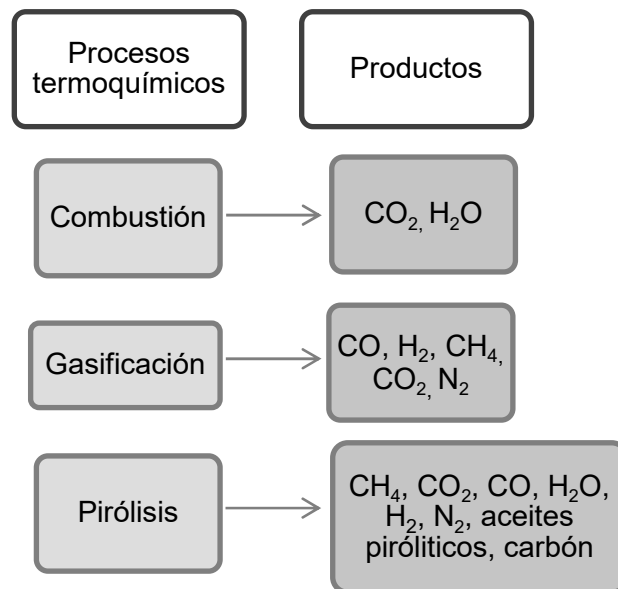 Procesos
termoquímicos
Productos
Combustión
CO₂, H₂O
Gasificación
CO, H₂, CH₄,
CO₂, N₂
Pirólisis
CH₄, CO₂, CO, H₂O,
H₂, N₂, aceites
piróliticos, carbón